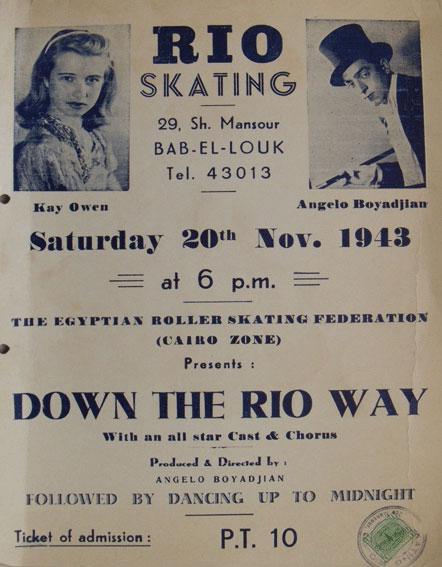 RIO
SKATING
29, Sh. Mansour
BAB-EL-LOUK
Tel. 43013
Kay Owen
Angelo Boyadjian
Saturday 20th Nov. 1943
at 6 p.m.
THE EGYPTIAN ROLLER SKATING FEDERATION
(CAIRO ZONE)
Presents :
DOWN THE RIO WAY
With an all star Cast & Chorus
Produced & Directed by :
ANGELO BOYADJIAN
FOLLOWED BY DANCING UP TO MIDNIGHT
Ticket of admission :
P.T. 10